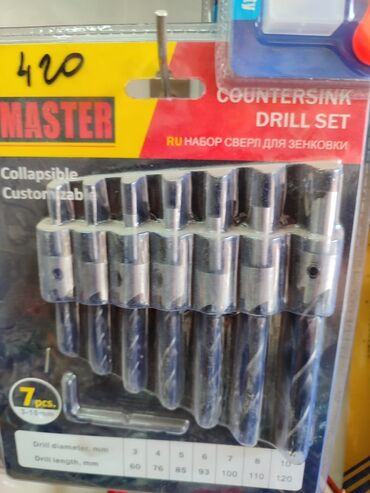 420
MASTER
COUNTERSINK
DRILL SET
RU НАБОР СВЕРЛ ДЛЯ ЗЕНКОВКИ
Collapsible
Customizable
7 pcs.
3-10 mm
Drill diameter, mm 3 4 5 6 7 8 10
Drill length, mm 60 76 85 93 100 110 120